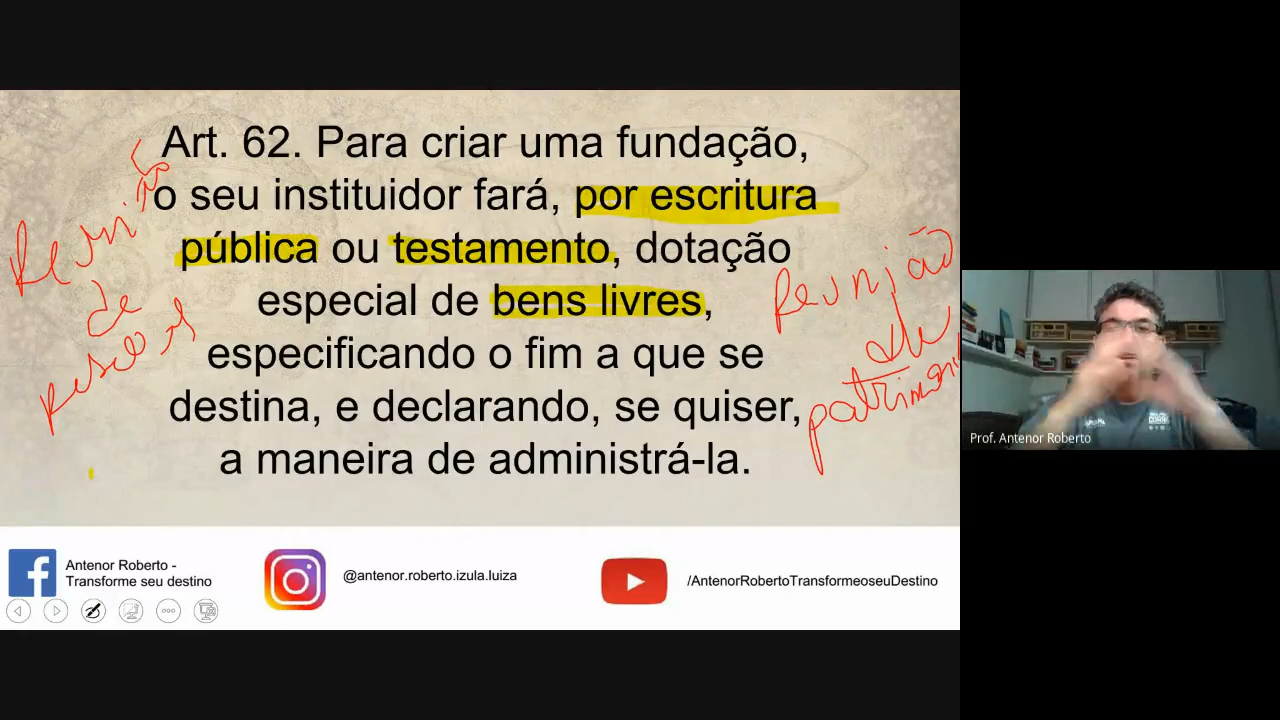 Art. 62. Para criar uma fundação,
o seu instituidor fará, por escritura
pública ou testamento, dotação
especial de bens livres,
especificando o fim a que se
destina, e declarando, se quiser,
a maneira de administrá-la.
Reunião
de
pessoas
Reunião
de
patrimoni
Prof. Antenor Roberto
Antenor Roberto -
Transforme seu destino
@antenor.roberto.izula.luiza
/AntenorRobertoTransformeoseuDestino